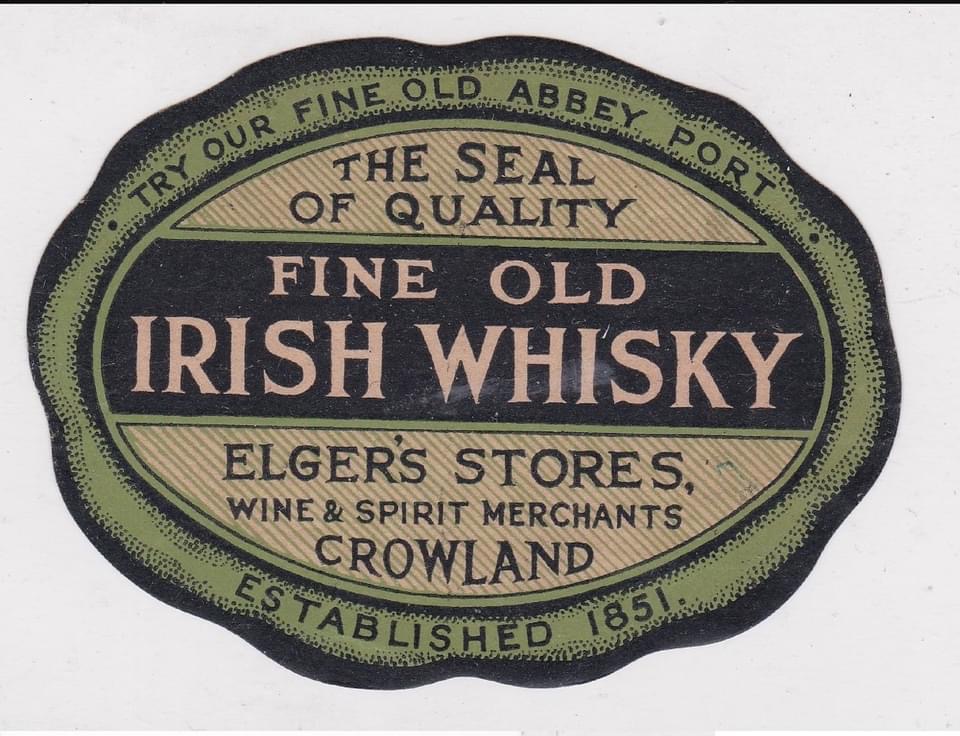 • TRY OUR FINE OLD ABBEY PORT •
THE SEAL
OF QUALITY
FINE OLD
IRISH WHISKY
ELGER'S STORES,
WINE & SPIRIT MERCHANTS
CROWLAND
ESTABLISHED 1851.